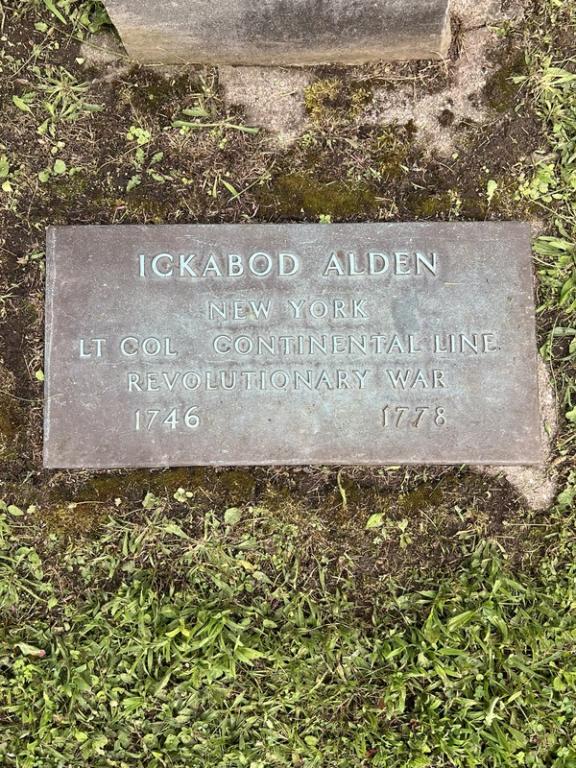 ICKABOD ALDEN
NEW YORK
LT COL CONTINENTAL LINE
REVOLUTIONARY WAR
1746 1778